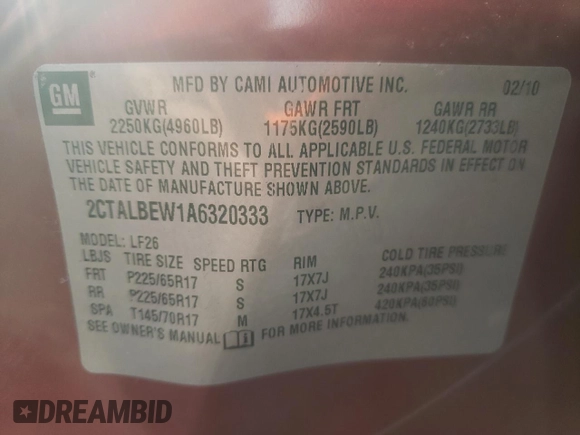 GM
MFD BY CAMI AUTOMOTIVE INC. 02/10
GVWR GAWR FRT GAWR RR
2250KG(4960LB) 1175KG(2590LB) 1240KG(2733LB)
THIS VEHICLE CONFORMS TO ALL APPLICABLE U.S. FEDERAL MOTOR
VEHICLE SAFETY AND THEFT PREVENTION STANDARDS IN EFFECT ON
THE DATE OF MANUFACTURE SHOWN ABOVE.
2CTALBEW1A6320333 TYPE: M.P.V.
MODEL: LF26
LBJS TIRE SIZE SPEED RTG RIM COLD TIRE PRESSURE
FRT P225/65R17 S 17X7J 240KPA(35PSI)
RR P225/65R17 S 17X7J 240KPA(35PSI)
SPA T145/70R17 M 17X4.5T 420KPA(60PSI)
SEE OWNER'S MANUAL FOR MORE INFORMATION.
DREAMBID